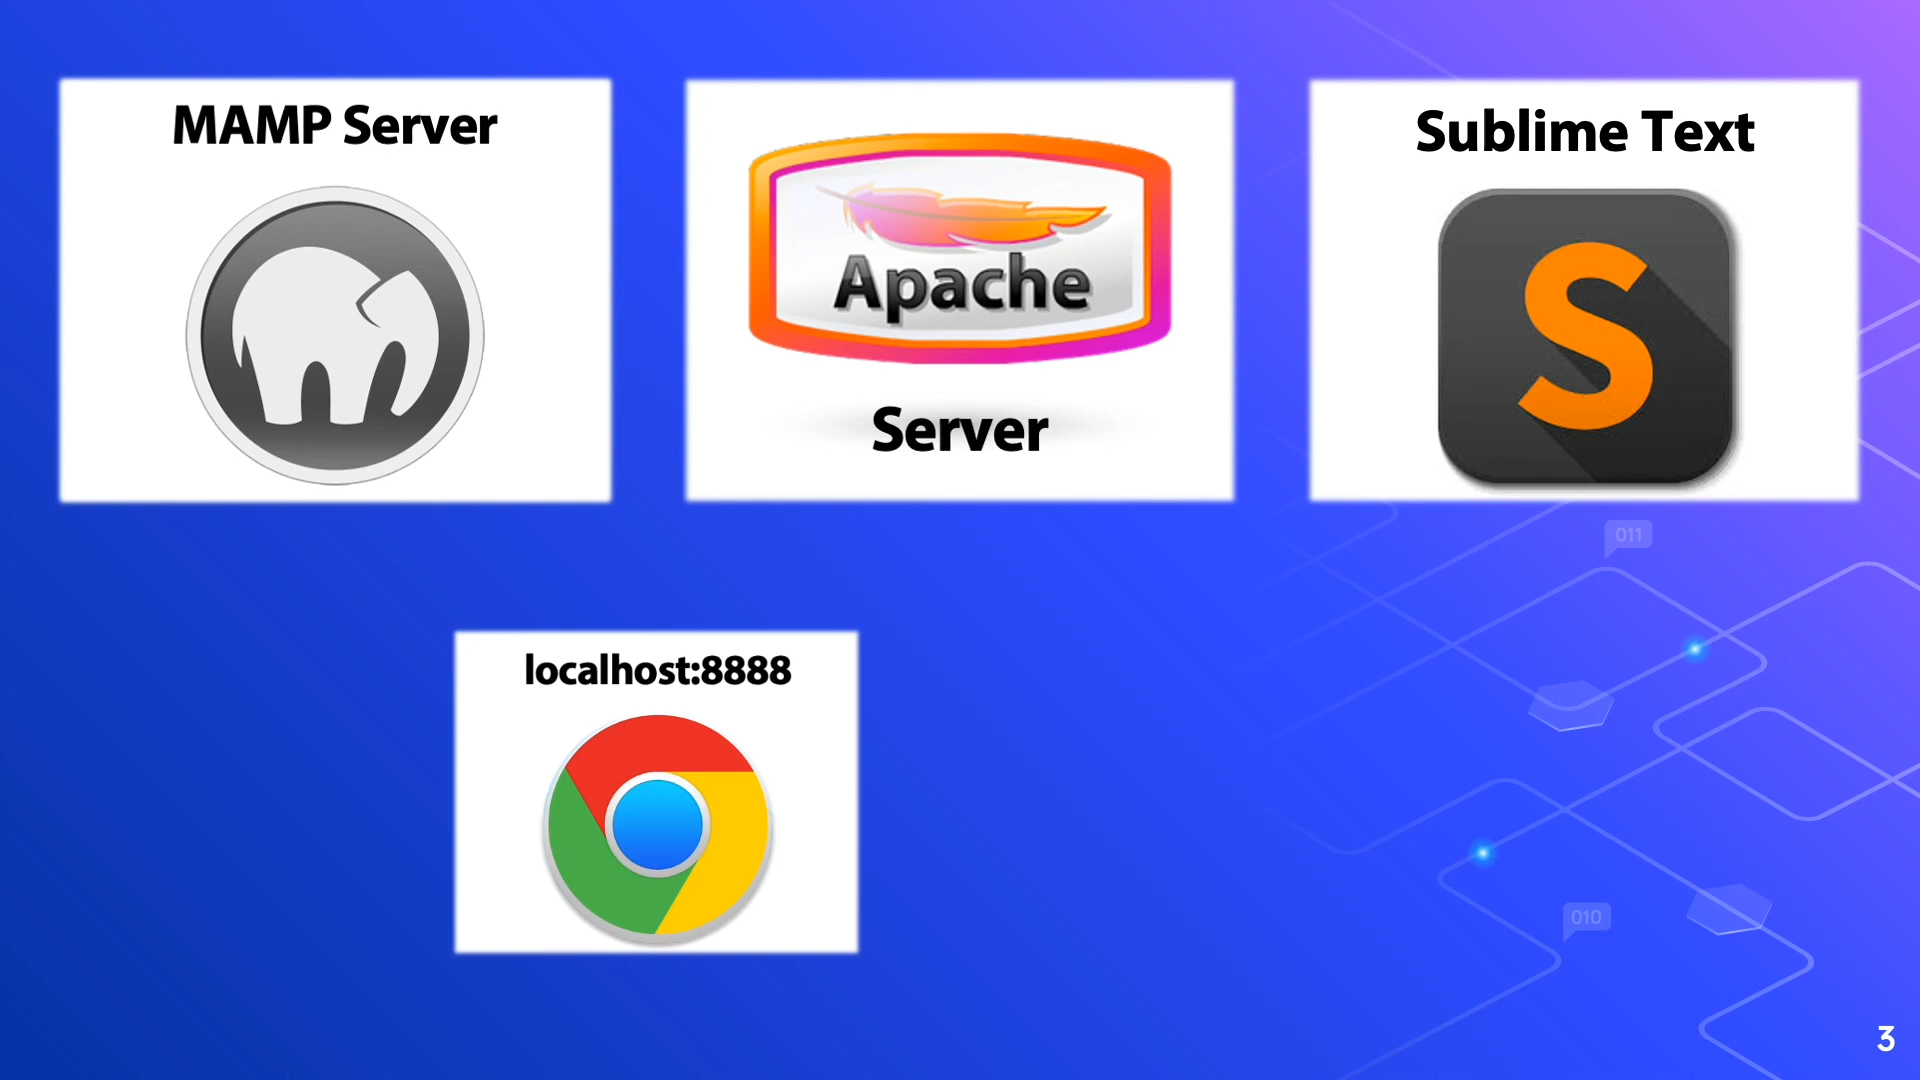 MAMP Server
Apache
Server
Sublime Text
S
011
localhost:8888
010
3